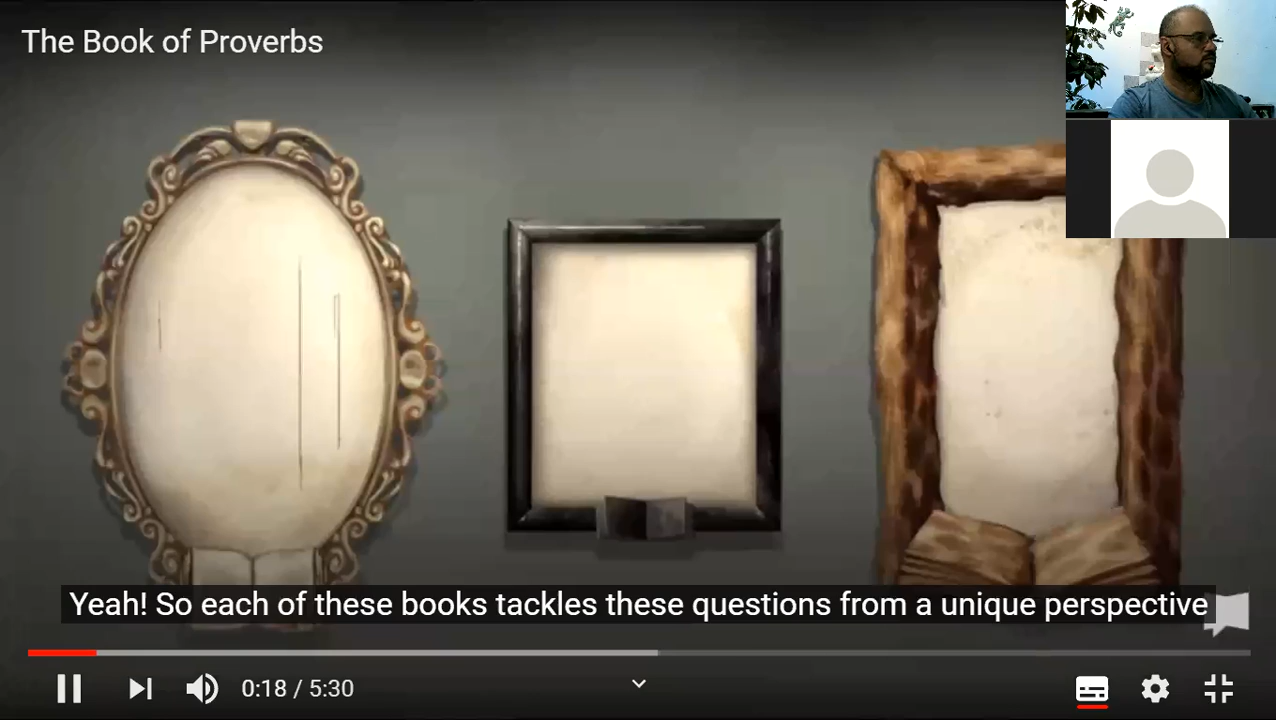 The Book of Proverbs
Yeah! So each of these books tackles these questions from a unique perspective
0:18 / 5:30